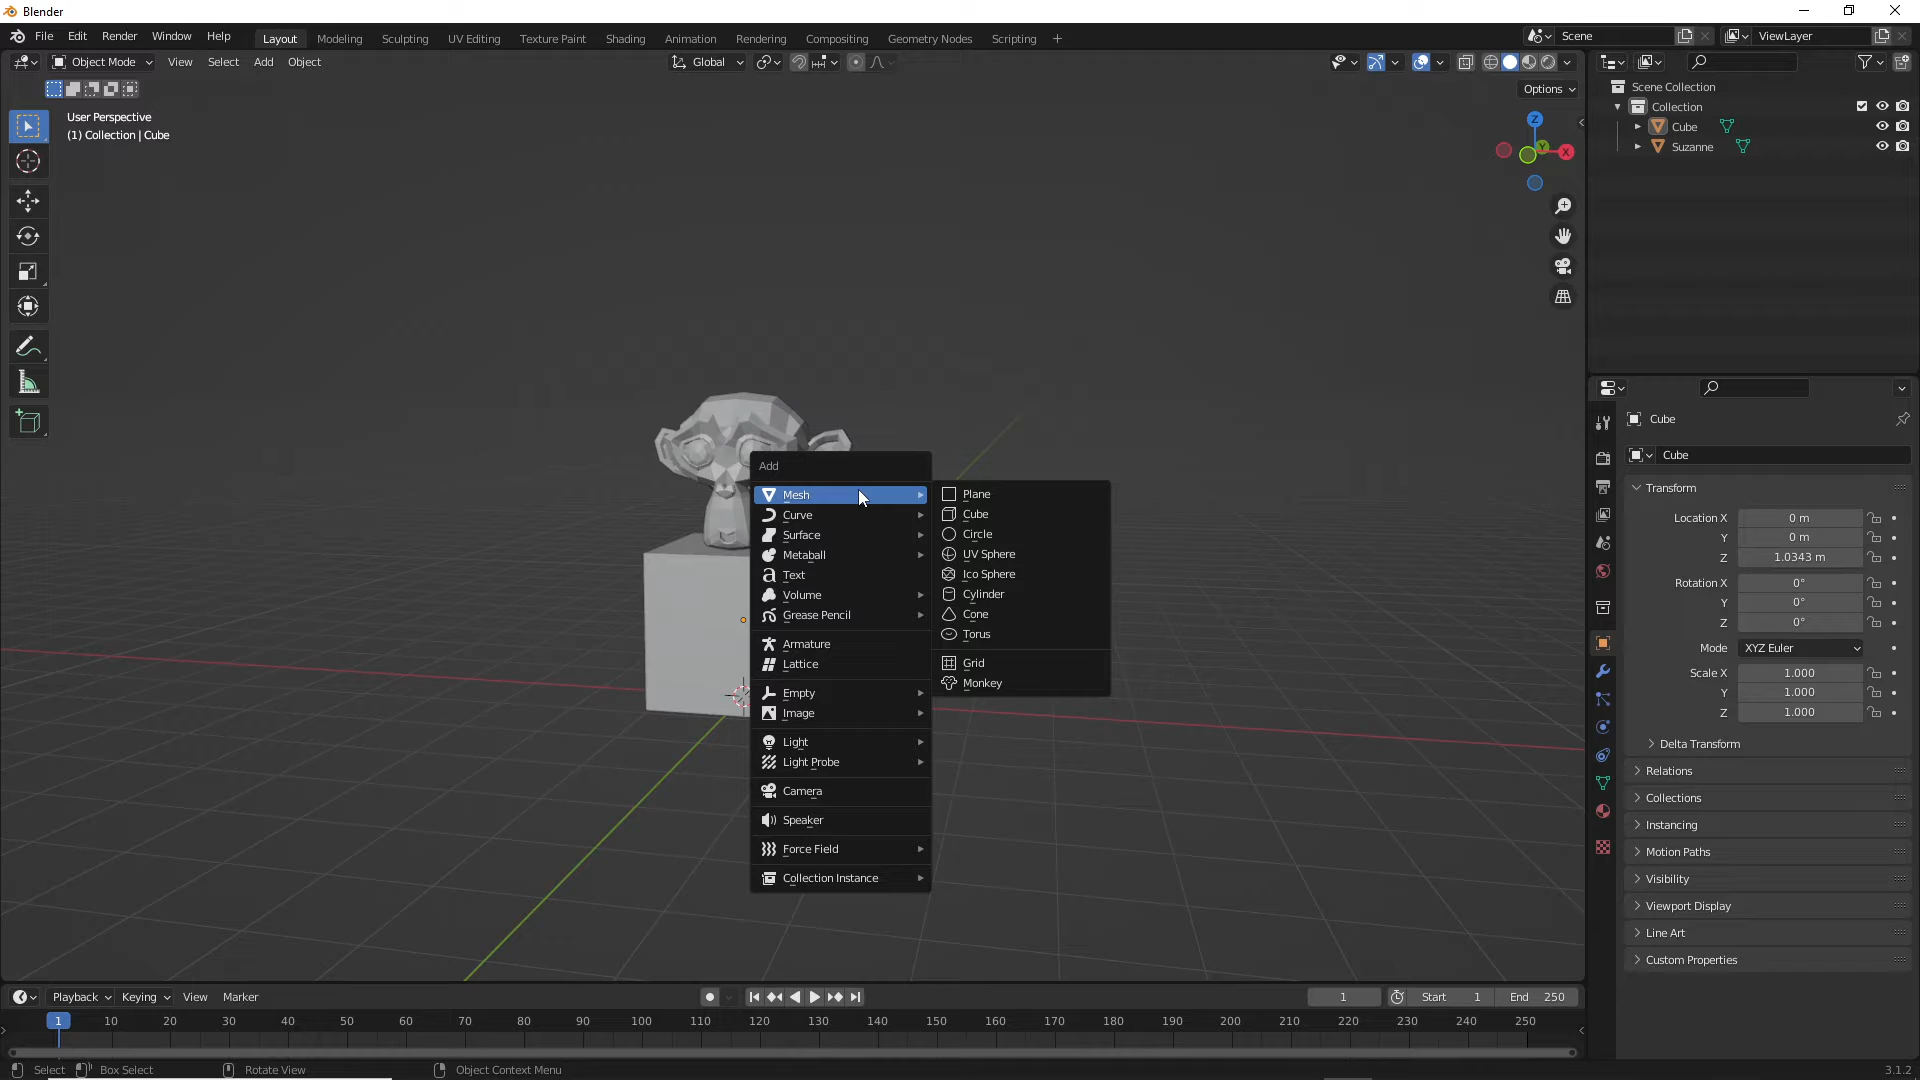 Blender
File Edit Render Window Help Layout Modeling Sculpting UV Editing Texture Paint Shading Animation Rendering Compositing Geometry Nodes Scripting + Scene ViewLayer
Object Mode View Select Add Object Global
Options
User Perspective
(1) Collection | Cube
Z
Y
X
Scene Collection
Collection
Cube
Suzanne
Add
Mesh
Curve
Surface
Metaball
Text
Volume
Grease Pencil
Armature
Lattice
Empty
Image
Light
Light Probe
Camera
Speaker
Force Field
Collection Instance
Plane
Cube
Circle
UV Sphere
Ico Sphere
Cylinder
Cone
Torus
Grid
Monkey
Cube
Cube
Transform
Location X 0 m
Y 0 m
Z 1.0343 m
Rotation X 0°
Y 0°
Z 0°
Mode XYZ Euler
Scale X 1.000
Y 1.000
Z 1.000
Delta Transform
Relations
Collections
Instancing
Motion Paths
Visibility
Viewport Display
Line Art
Custom Properties
Playback Keying View Marker 1 Start 1 End 250
1 10 20 30 40 50 60 70 80 90 100 110 120 130 140 150 160 170 180 190 200 210 220 230 240 250
Select Box Select Rotate View Object Context Menu 3.1.2